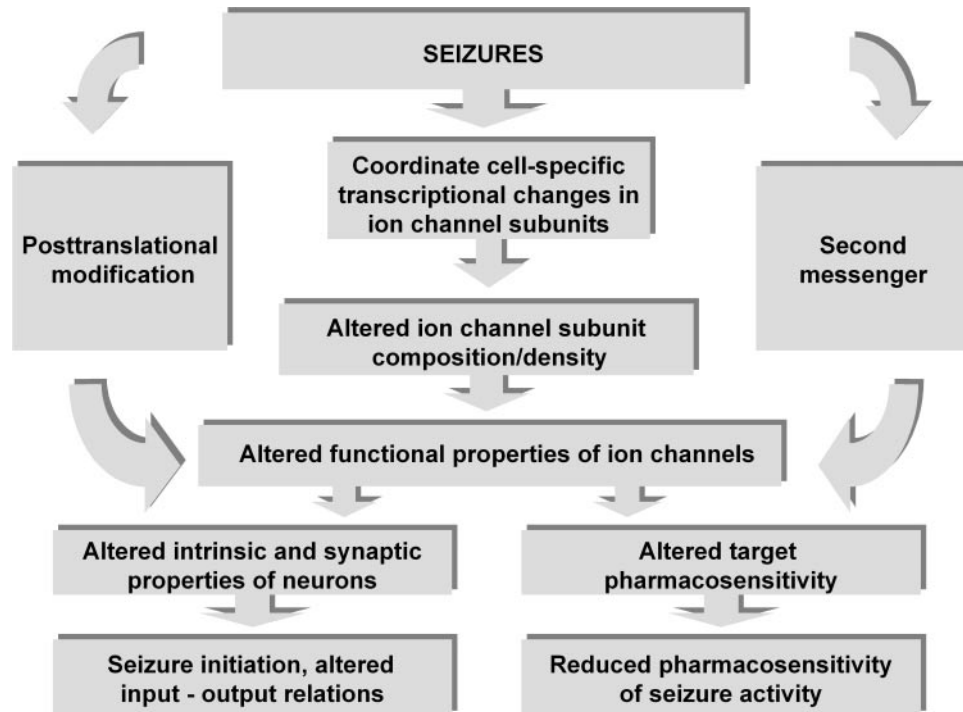 SEIZURES
Coordinate cell-specific
transcriptional changes in
ion channel subunits
Posttranslational
modification
Second
messenger
Altered ion channel subunit
composition/density
Altered functional properties of ion channels
Altered intrinsic and synaptic
properties of neurons
Altered target
pharmacosensitivity
Seizure initiation, altered
input - output relations
Reduced pharmacosensitivity
of seizure activity